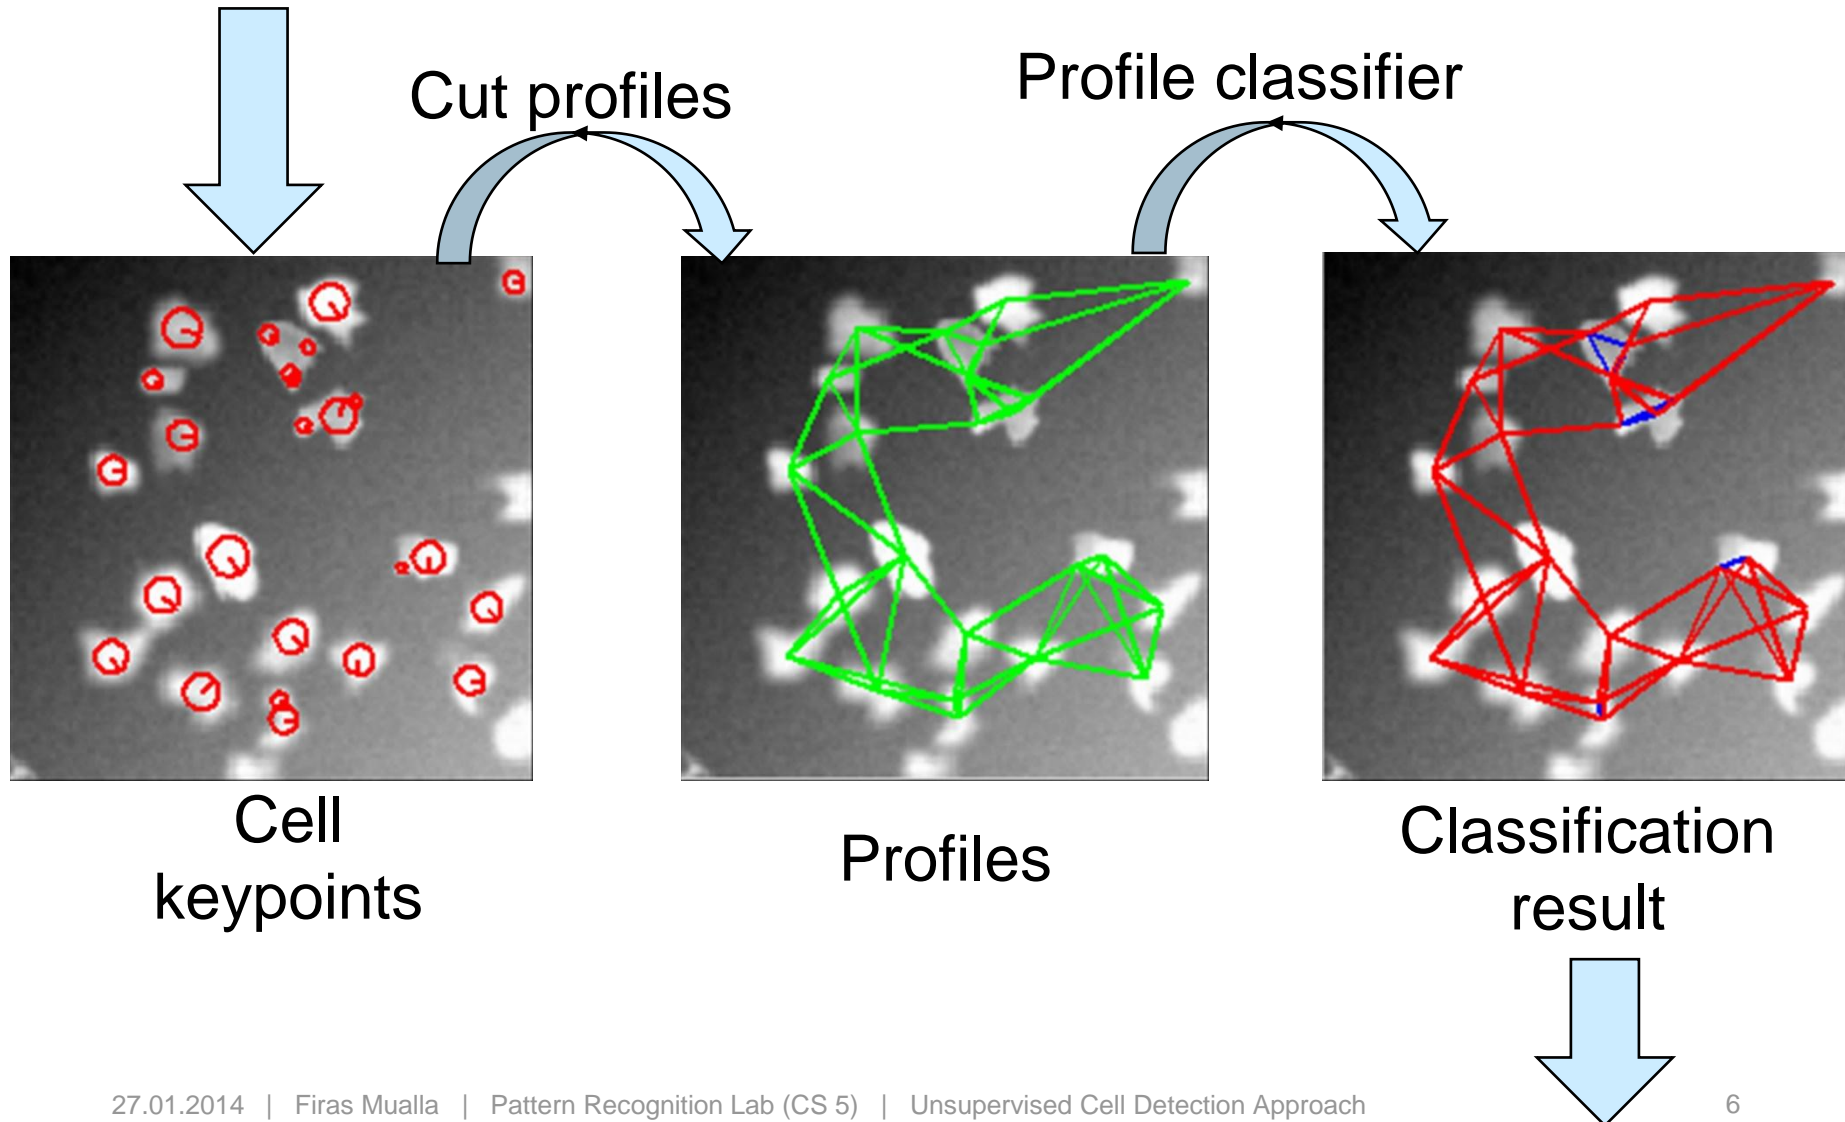 Cut profiles
Profile classifier
Cell
keypoints
Profiles
Classification
result
27.01.2014 | Firas Mualla | Pattern Recognition Lab (CS 5) | Unsupervised Cell Detection Approach
6